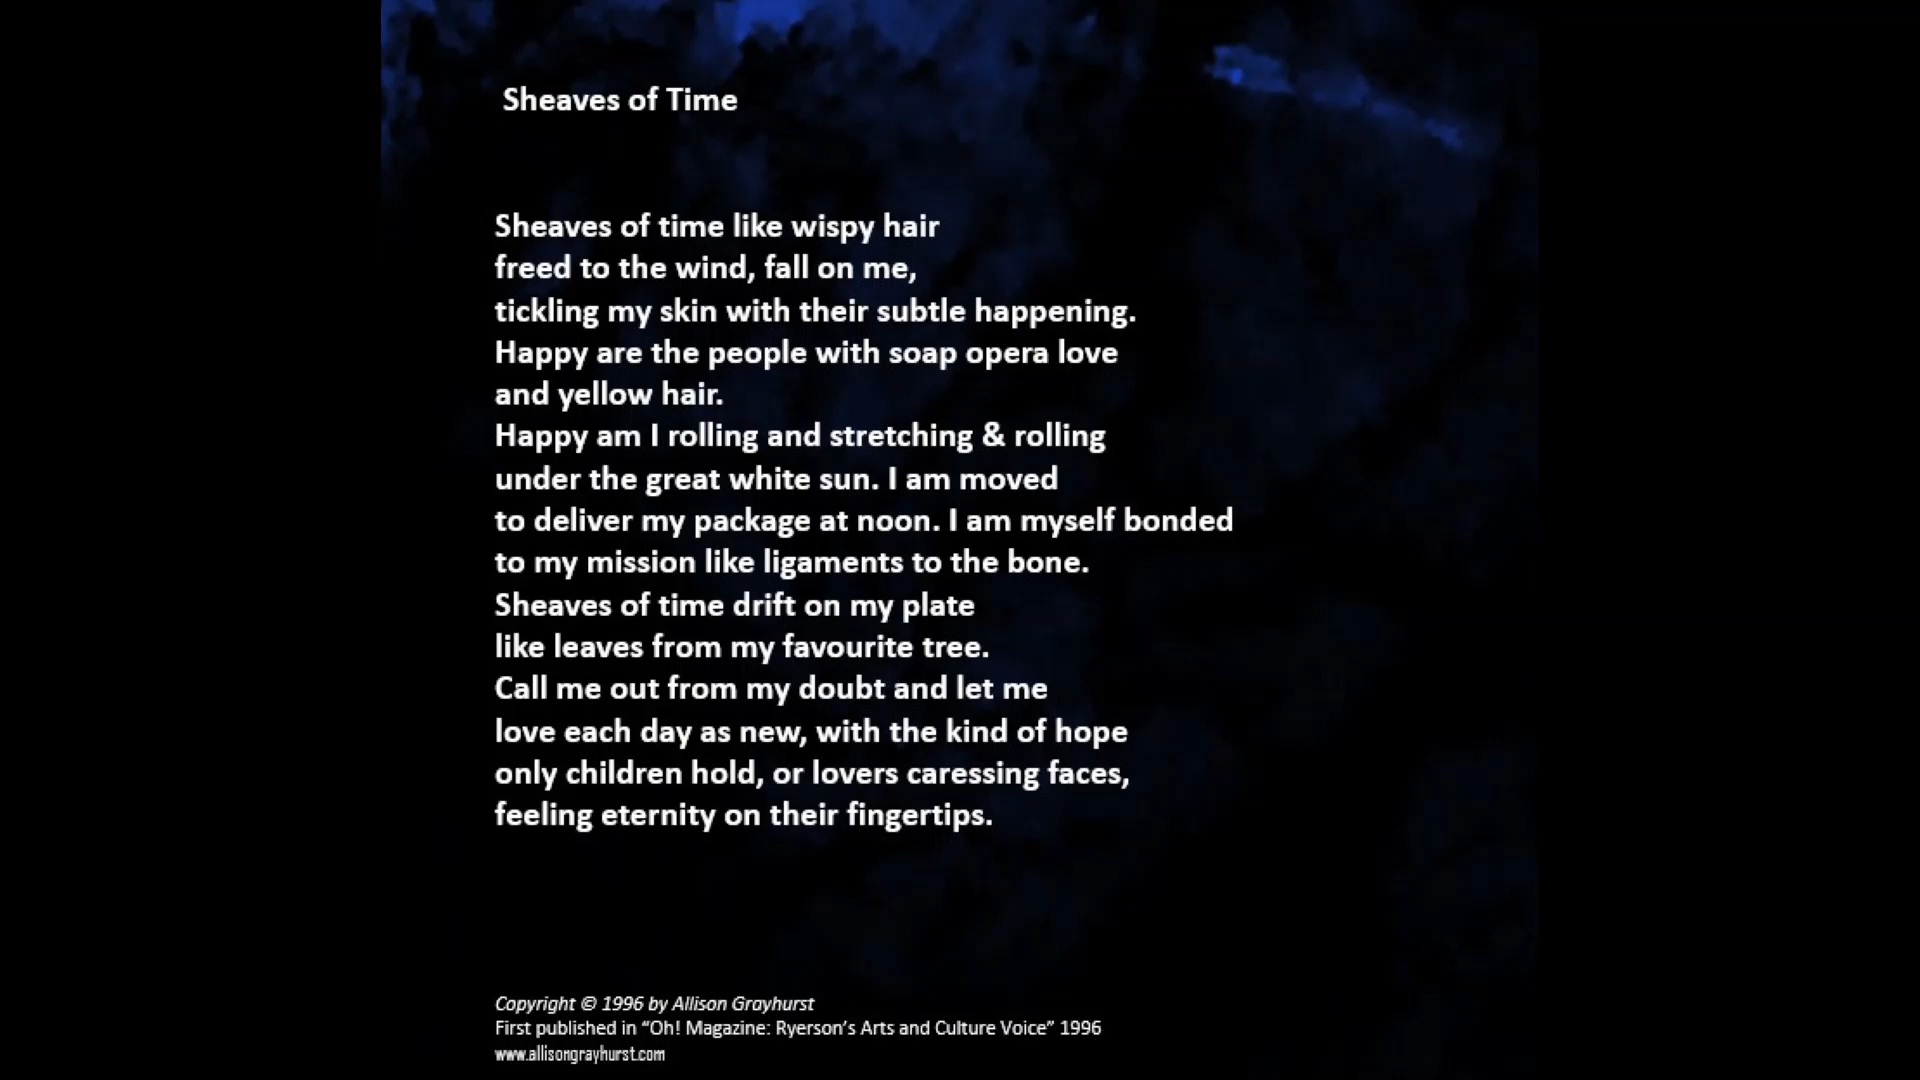 Sheaves of Time
Sheaves of time like wispy hair
freed to the wind, fall on me,
tickling my skin with their subtle happening.
Happy are the people with soap opera love
and yellow hair.
Happy am I rolling and stretching & rolling
under the great white sun. I am moved
to deliver my package at noon. I am myself bonded
to my mission like ligaments to the bone.
Sheaves of time drift on my plate
like leaves from my favourite tree.
Call me out from my doubt and let me
love each day as new, with the kind of hope
only children hold, or lovers caressing faces,
feeling eternity on their fingertips.
Copyright © 1996 by Allison Grayhurst
First published in “Oh! Magazine: Ryerson’s Arts and Culture Voice” 1996
www.allisongrayhurst.com